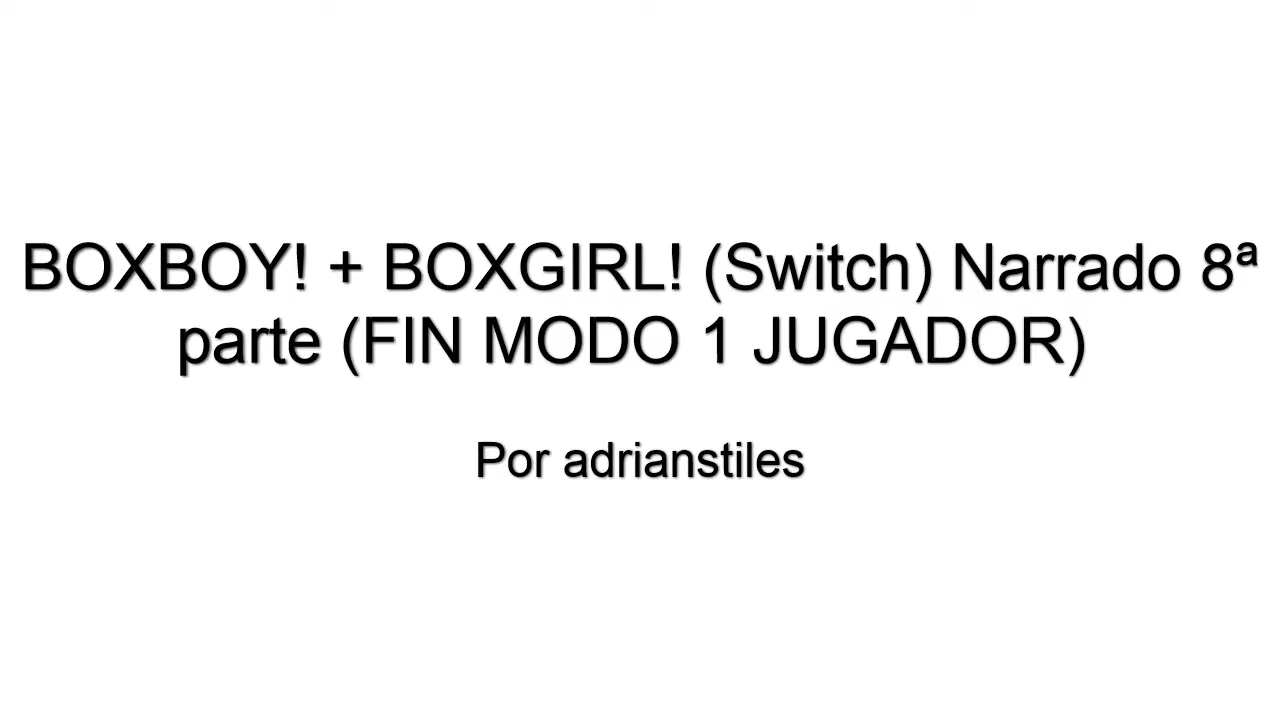 BOXBOY! + BOXGIRL! (Switch) Narrado 8ª
parte (FIN MODO 1 JUGADOR)
Por adrianstiles